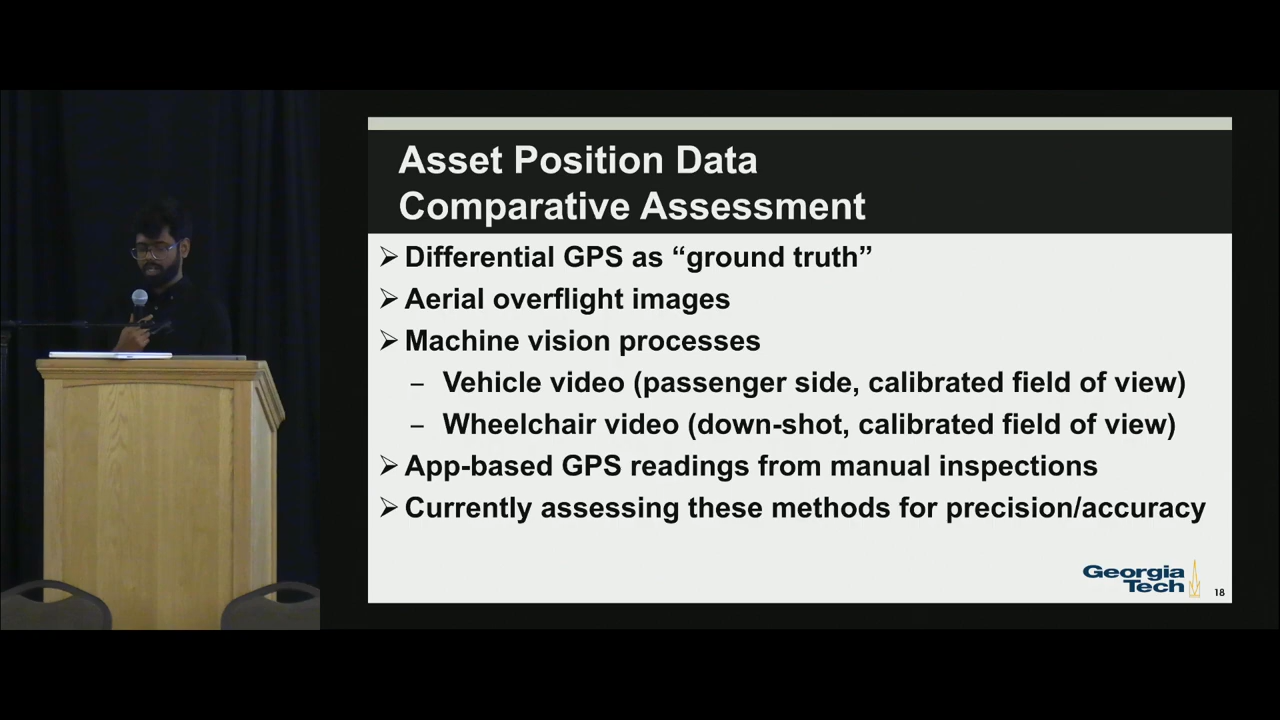 Asset Position Data
Comparative Assessment
➢ Differential GPS as “ground truth”
➢ Aerial overflight images
➢ Machine vision processes
– Vehicle video (passenger side, calibrated field of view)
– Wheelchair video (down-shot, calibrated field of view)
➢ App-based GPS readings from manual inspections
➢ Currently assessing these methods for precision/accuracy
Georgia
Tech
18